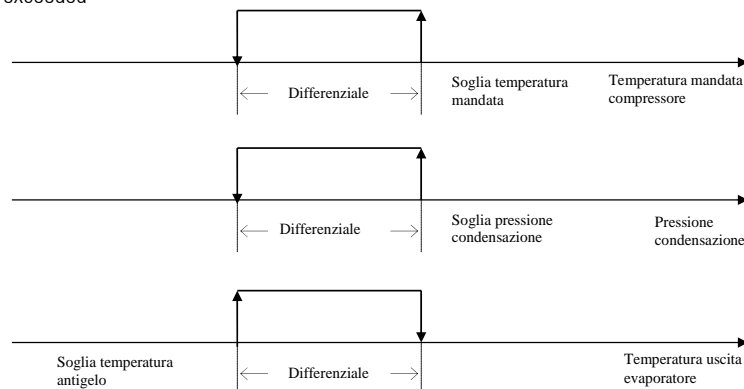 exceeded
Differenziale
Soglia temperatura
mandata
Temperatura mandata
compressore
Differenziale
Soglia pressione
condensazione
Pressione
condensazione
Soglia temperatura
antigelo
Differenziale
Temperatura uscita
evaporatore